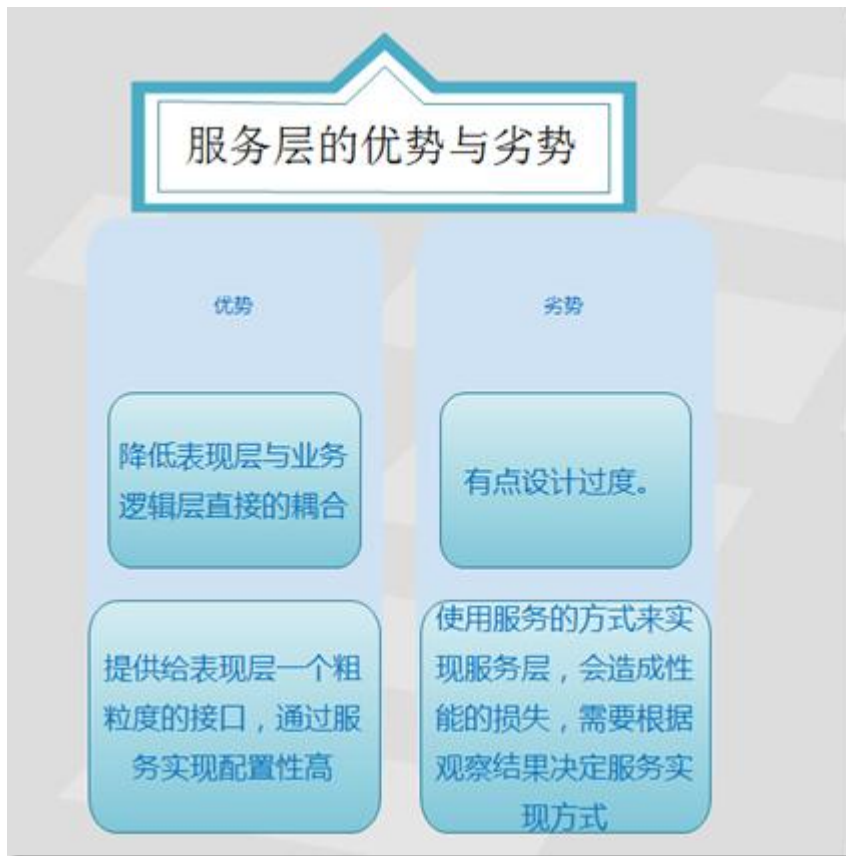 服务层的优势与劣势
优势
降低表现层与业务
逻辑层直接的耦合
提供给表现层一个粗
粒度的接口，通过服
务实现配置性高
劣势
有点设计过度。
使用服务的方式来实
现服务层，会造成性
能的损失，需要根据
观察结果决定服务实
现方式